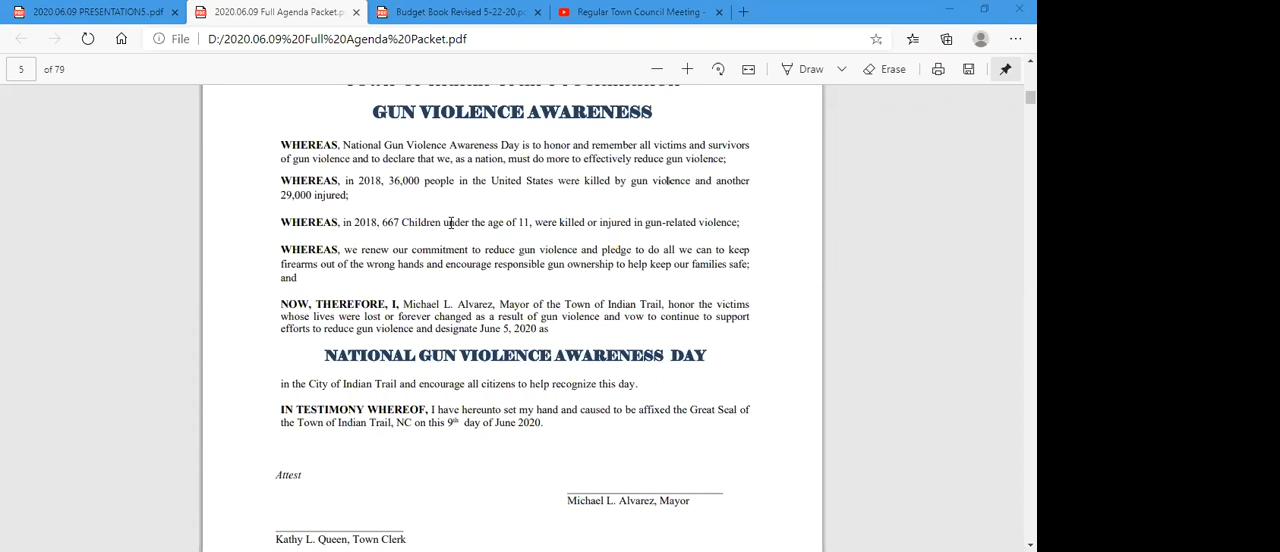 2020.06.09 PRESENTATION5.pdf
2020.06.09 Full Agenda Packet.p
Budget Book Revised 5-22-20.p
Regular Town Council Meeting -
File D:/2020.06.09%20Full%20Agenda%20Packet.pdf
5 of 79 Draw Erase
GUN VIOLENCE AWARENESS
WHEREAS, National Gun Violence Awareness Day is to honor and remember all victims and survivors
of gun violence and to declare that we, as a nation, must do more to effectively reduce gun violence;
WHEREAS, in 2018, 36,000 people in the United States were killed by gun violence and another
29,000 injured;
WHEREAS, in 2018, 667 Children under the age of 11, were killed or injured in gun-related violence;
WHEREAS, we renew our commitment to reduce gun violence and pledge to do all we can to keep
firearms out of the wrong hands and encourage responsible gun ownership to help keep our families safe;
and
NOW, THEREFORE, I, Michael L. Alvarez, Mayor of the Town of Indian Trail, honor the victims
whose lives were lost or forever changed as a result of gun violence and vow to continue to support
efforts to reduce gun violence and designate June 5, 2020 as
NATIONAL GUN VIOLENCE AWARENESS DAY
in the City of Indian Trail and encourage all citizens to help recognize this day.
IN TESTIMONY WHEREOF, I have hereunto set my hand and caused to be affixed the Great Seal of
the Town of Indian Trail, NC on this 9th day of June 2020.
Attest
Michael L. Alvarez, Mayor
Kathy L. Queen, Town Clerk